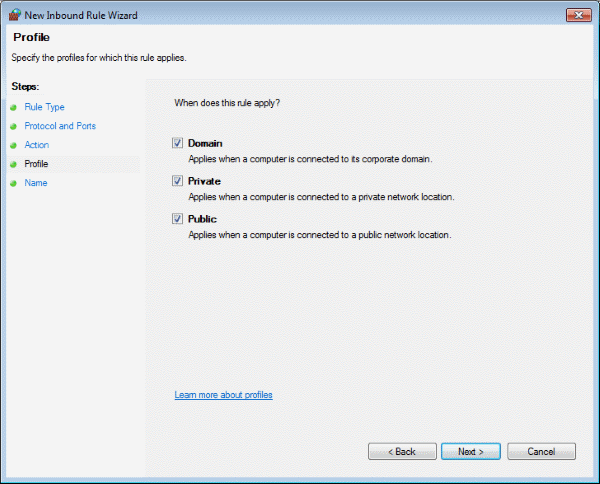 New Inbound Rule Wizard
Profile
Specify the profiles for which this rule applies.
Steps:
Rule Type
Protocol and Ports
Action
Profile
Name
When does this rule apply?
Domain
Applies when a computer is connected to its corporate domain.
Private
Applies when a computer is connected to a private network location.
Public
Applies when a computer is connected to a public network location.
Learn more about profiles
< Back
Next >
Cancel